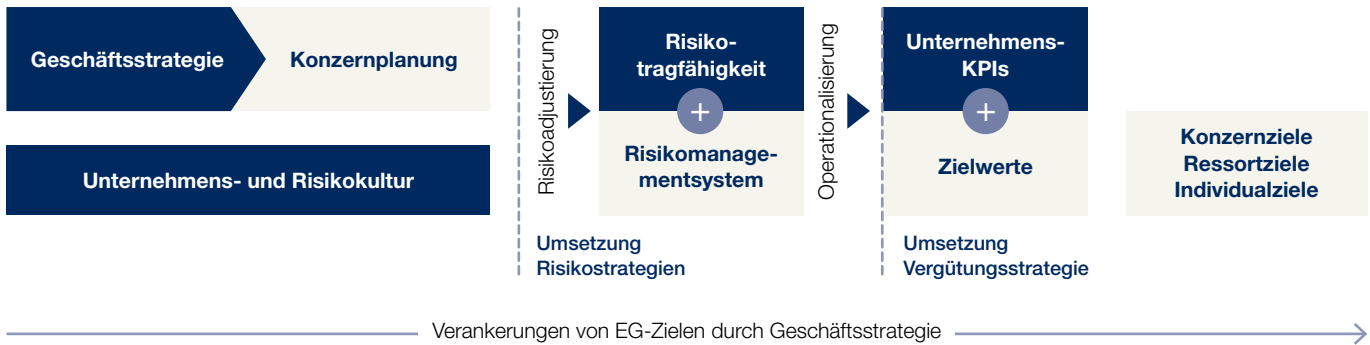 Geschäftsstrategie
Konzernplanung
Unternehmens- und Risikokultur
Risikoadjustierung
Umsetzung
Risikostrategien
Risiko-
tragfähigkeit
+
Risikomanage-
mentsystem
Operationalisierung
Unternehmens-
KPIs
+
Zielwerte
Umsetzung
Vergütungsstrategie
Konzernziele
Ressortziele
Individualziele
Verankerungen von EG-Zielen durch Geschäftsstrategie